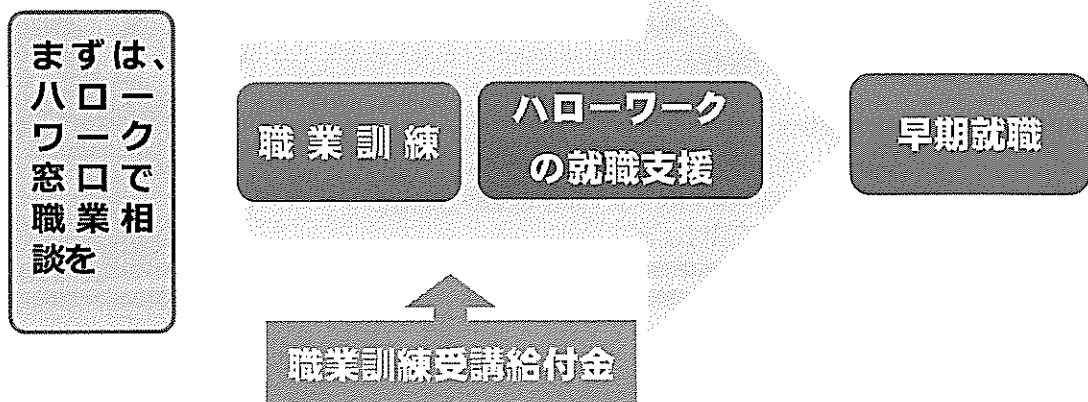 まずは、
ハロー
ワーク
窓口で
職業相
談を
職業訓練
ハローワーク
の就職支援
早期就職
職業訓練受講給付金